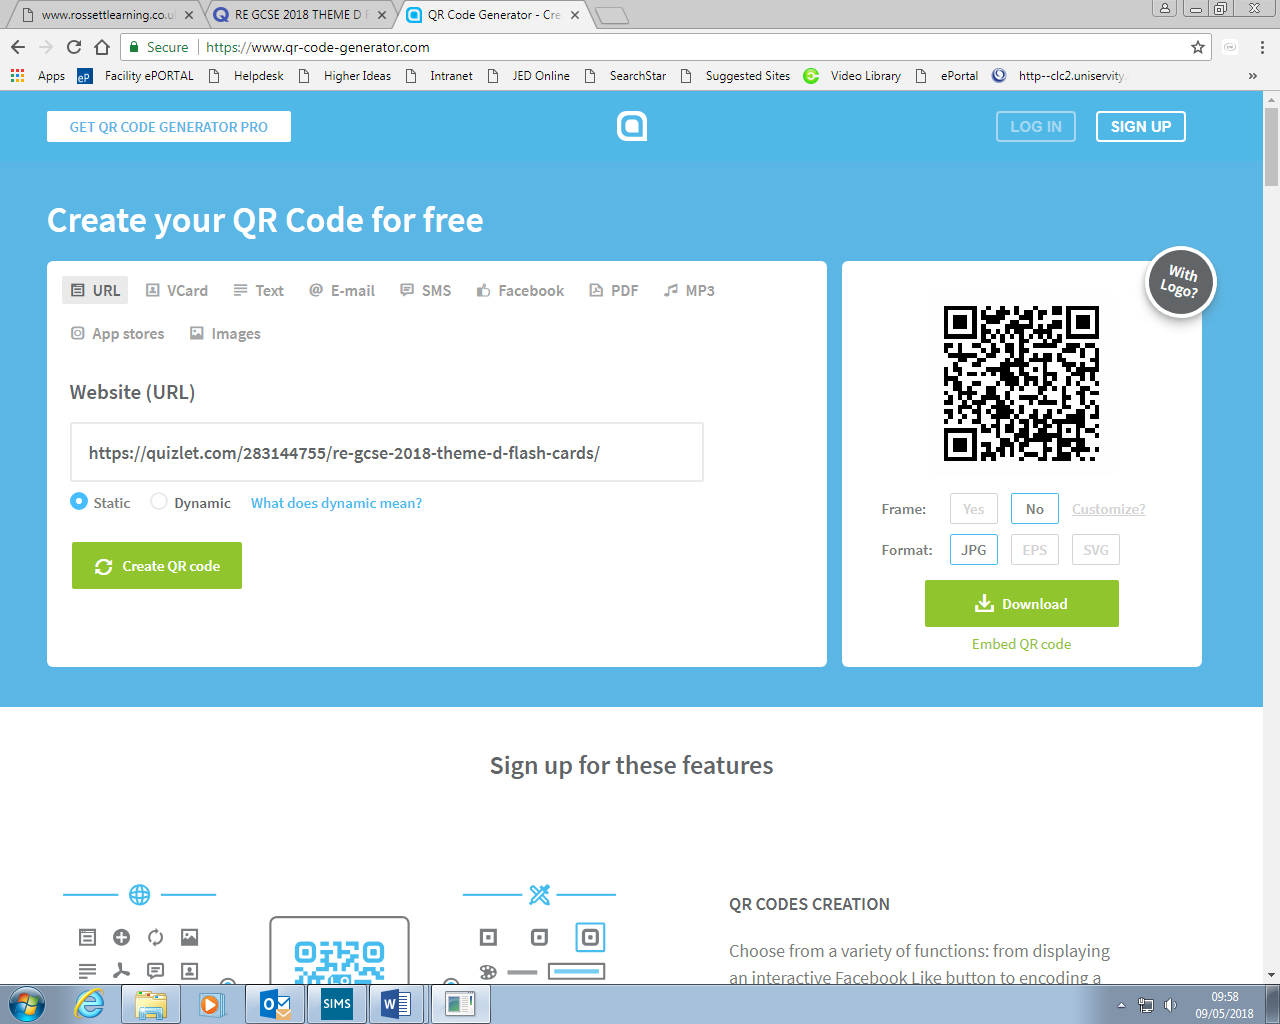 www.rossettlearning.co.u
RE GCSE 2018 THEME D F
QR Code Generator - Cre
Secure
https://www.qr-code-generator.com
Apps
eP
Facility ePORTAL
Helpdesk
Higher Ideas
Intranet
JED Online
SearchStar
Suggested Sites
Video Library
ePortal
http--clc2.uniservity.
GET QR CODE GENERATOR PRO
LOG IN
SIGN UP
Create your QR Code for free
URL
VCard
Text
E-mail
SMS
Facebook
PDF
MP3
App stores
Images
Website (URL)
https://quizlet.com/283144755/re-gcse-2018-theme-d-flash-cards/
Static
Dynamic
What does dynamic mean?
Create QR code
With
Logo?
Frame:
Yes
No
Customize?
Format:
JPG
EPS
SVG
Download
Embed QR code
Sign up for these features
QR CODES CREATION
Choose from a variety of functions: from displaying
an interactive Facebook Like button to encoding a
SIMS
09:58
09/05/2018